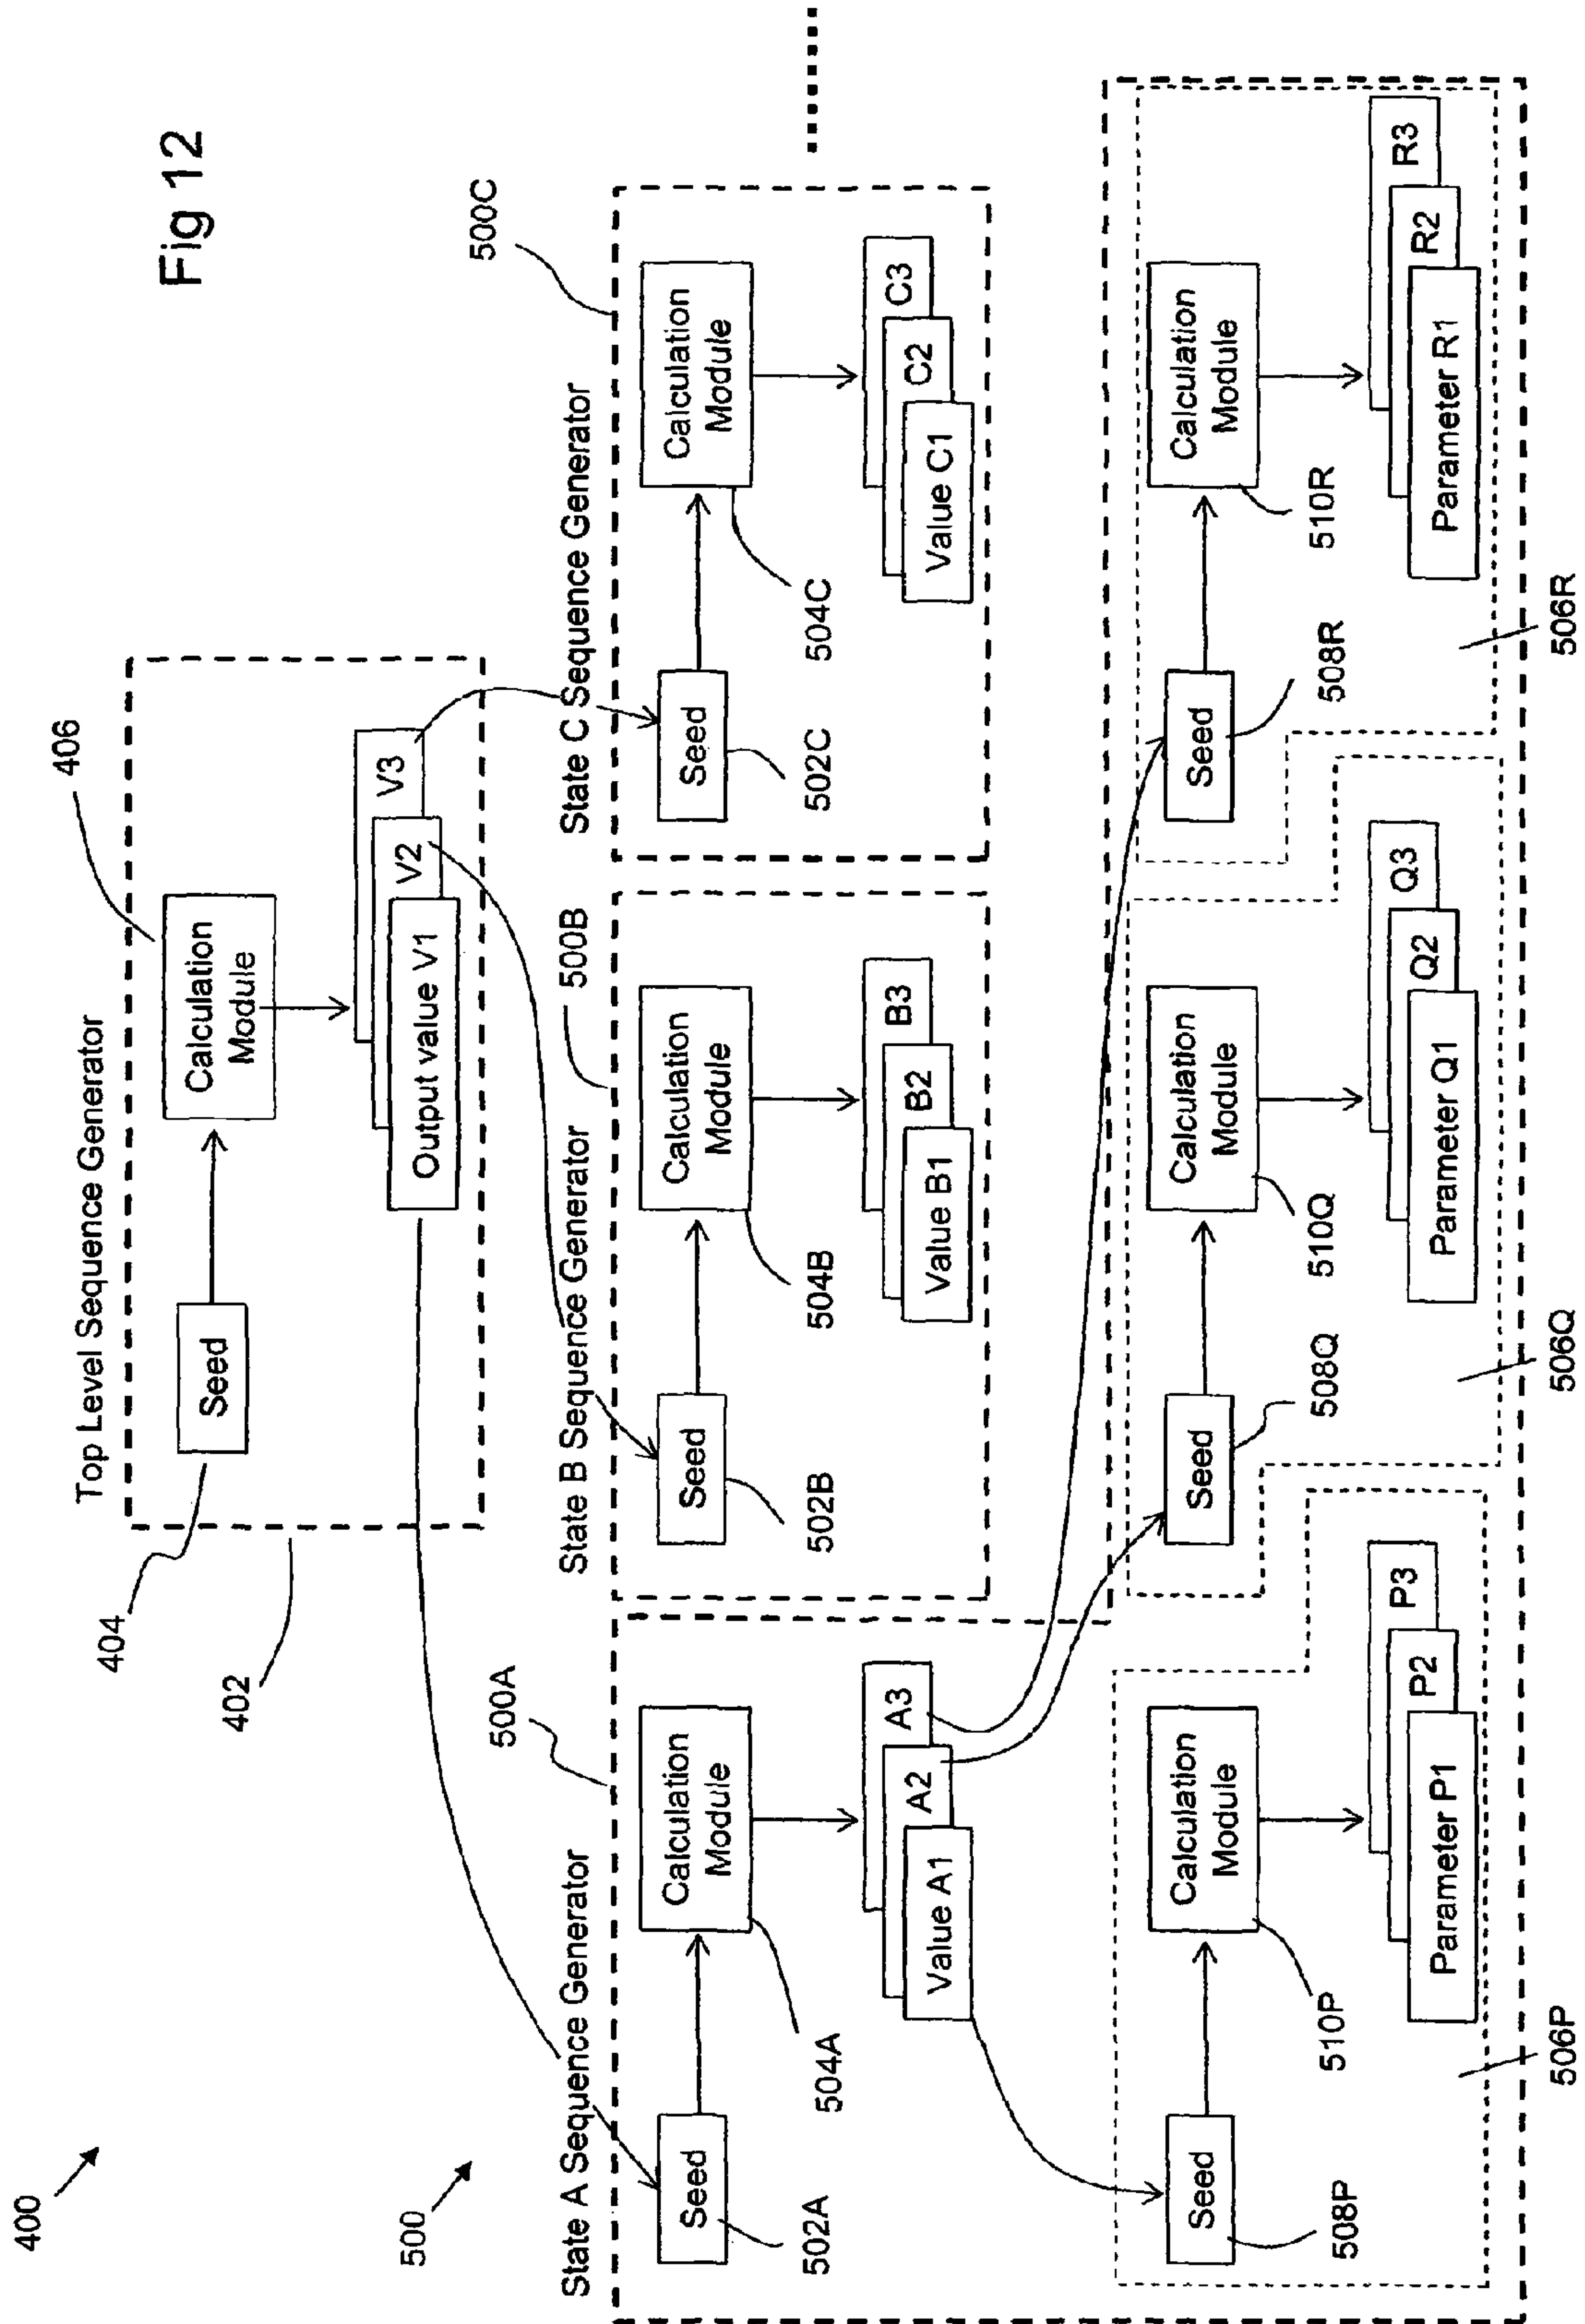 Fig 12
400
Top Level Sequence Generator
402
404
Seed
406
Calculation
Module
Output value V1
V2
V3
500
State A Sequence Generator
500A
Seed
502A
Calculation
Module
504A
Value A1
A2
A3
State B Sequence Generator
500B
Seed
502B
Calculation
Module
504B
Value B1
B2
B3
State C Sequence Generator
500C
Seed
502C
Calculation
Module
504C
Value C1
C2
C3
Seed
508P
Calculation
Module
510P
Parameter P1
P2
P3
506P
Seed
508Q
Calculation
Module
510Q
Parameter Q1
Q2
Q3
506Q
Seed
508R
Calculation
Module
510R
Parameter R1
R2
R3
506R